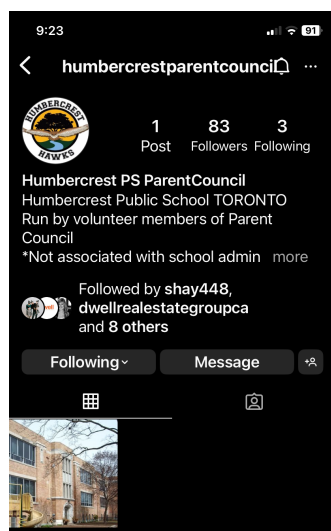 9:23
91
humbercrestparentcouncil
HUMBERCREST
HAWKS
1
Post
83
Followers
3
Following
Humbercrest PS ParentCouncil
Humbercrest Public School TORONTO
Run by volunteer members of Parent
Council
*Not associated with school admin more
Followed by shay448,
dwellrealestategroupca
and 8 others
Following
Message